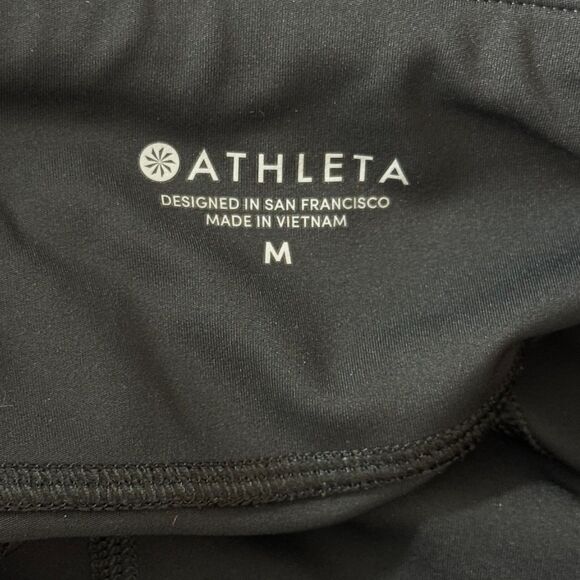 ATHLETA
DESIGNED IN SAN FRANCISCO
MADE IN VIETNAM
M